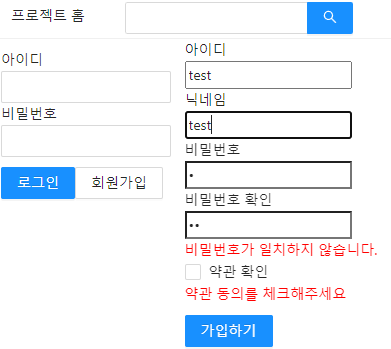 프로젝트 홈
아이디
비밀번호
로그인 회원가입
아이디
test
닉네임
test
비밀번호
•
비밀번호 확인
••
비밀번호가 일치하지 않습니다.
약관 확인
약관 동의를 체크해주세요
가입하기